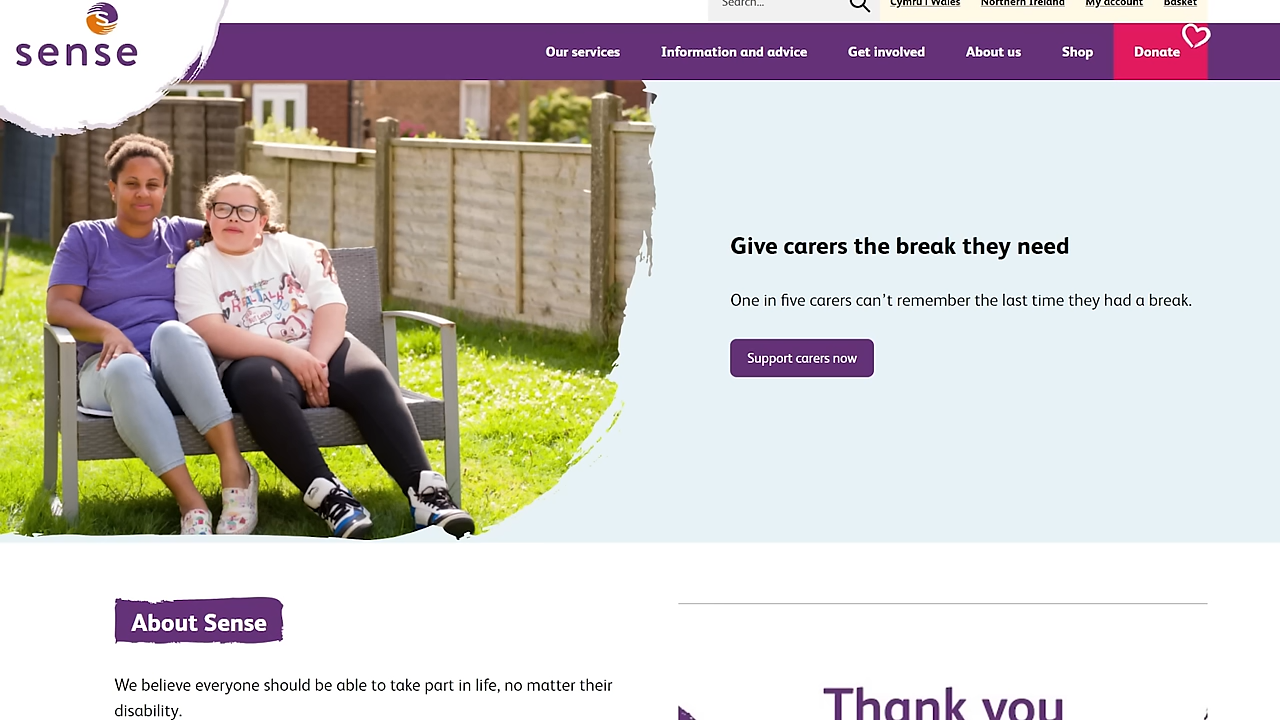 Search...
Cymru | Wales
Northern Ireland
My account
Basket
sense
Our services
Information and advice
Get involved
About us
Shop
Donate
Give carers the break they need
One in five carers can't remember the last time they had a break.
Support carers now
About Sense
We believe everyone should be able to take part in life, no matter their
disability.
Thank you